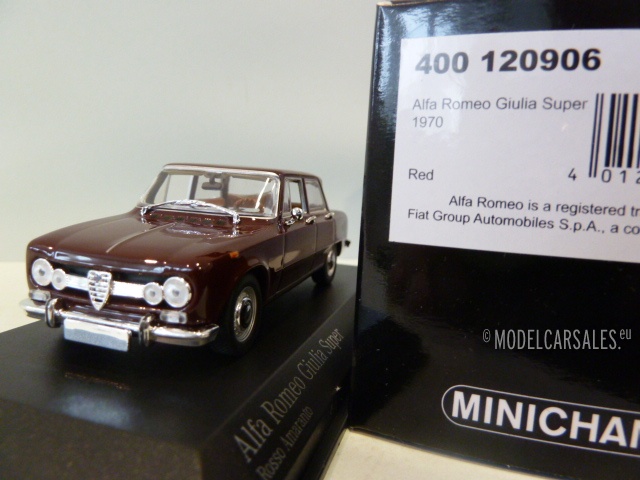 400 120906
Alfa Romeo Giulia Super
1970
Red
4 012
Alfa Romeo is a registered tr
Fiat Group Automobiles S.p.A., a co
© MODELCARSALES.eu
MINICHAM
Alfa Romeo Giulia Super
Rosso Amaranto